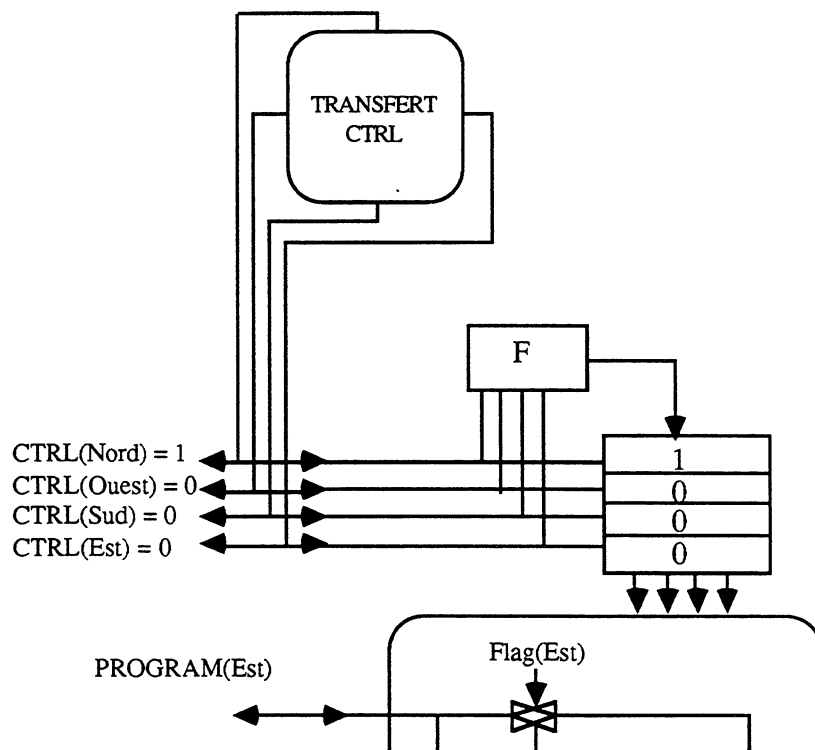 TRANSFERT
CTRL
F
CTRL(Nord) = 1
CTRL(Ouest) = 0
CTRL(Sud) = 0
CTRL(Est) = 0
1
0
0
0
Flag(Est)
PROGRAM(Est)